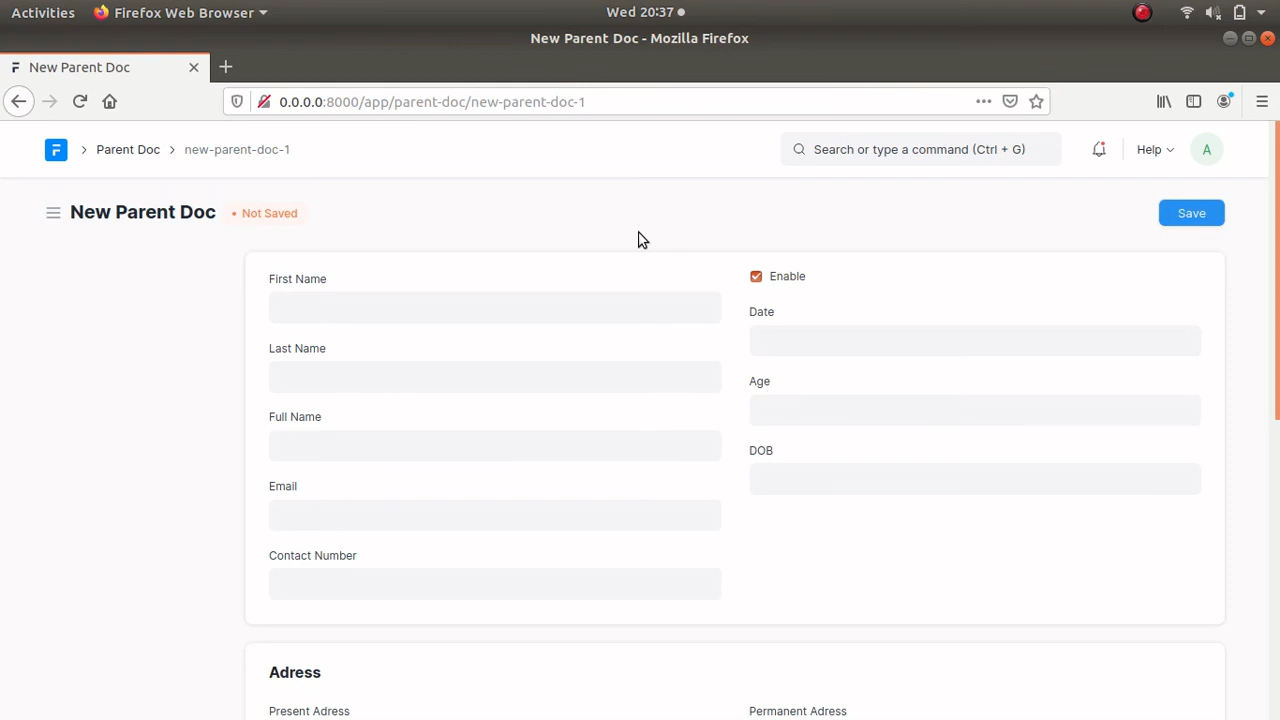 Activities Firefox Web Browser Wed 20:37
New Parent Doc - Mozilla Firefox
New Parent Doc
0.0.0.0:8000/app/parent-doc/new-parent-doc-1
Parent Doc new-parent-doc-1 Search or type a command (Ctrl + G) Help A
New Parent Doc Not Saved Save
First Name
Enable
Date
Last Name
Age
Full Name
DOB
Email
Contact Number
Adress
Present Adress Permanent Adress